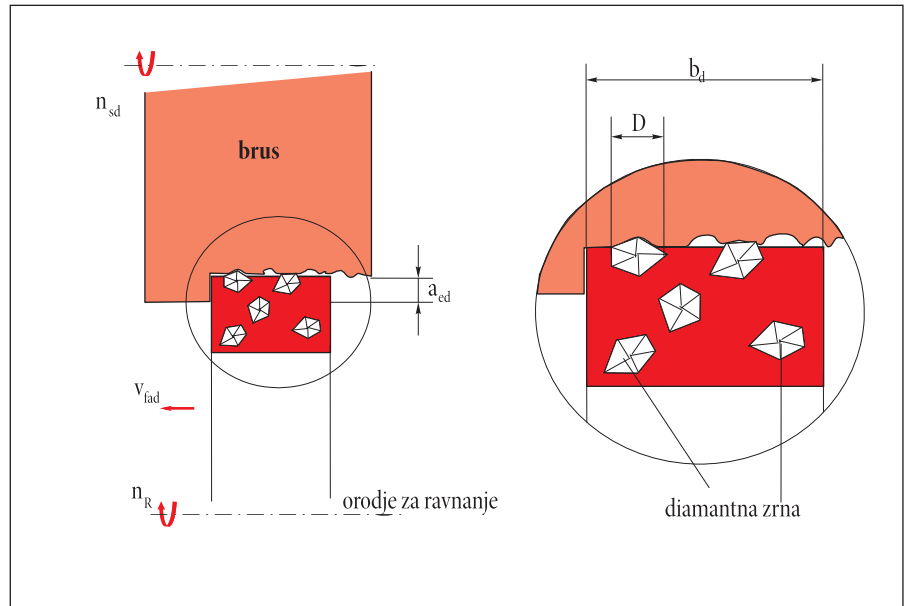 n_sd
brus
a_ed
v_fad
n_R
orodje za ravnanje
b_d
D
diamantna zrna